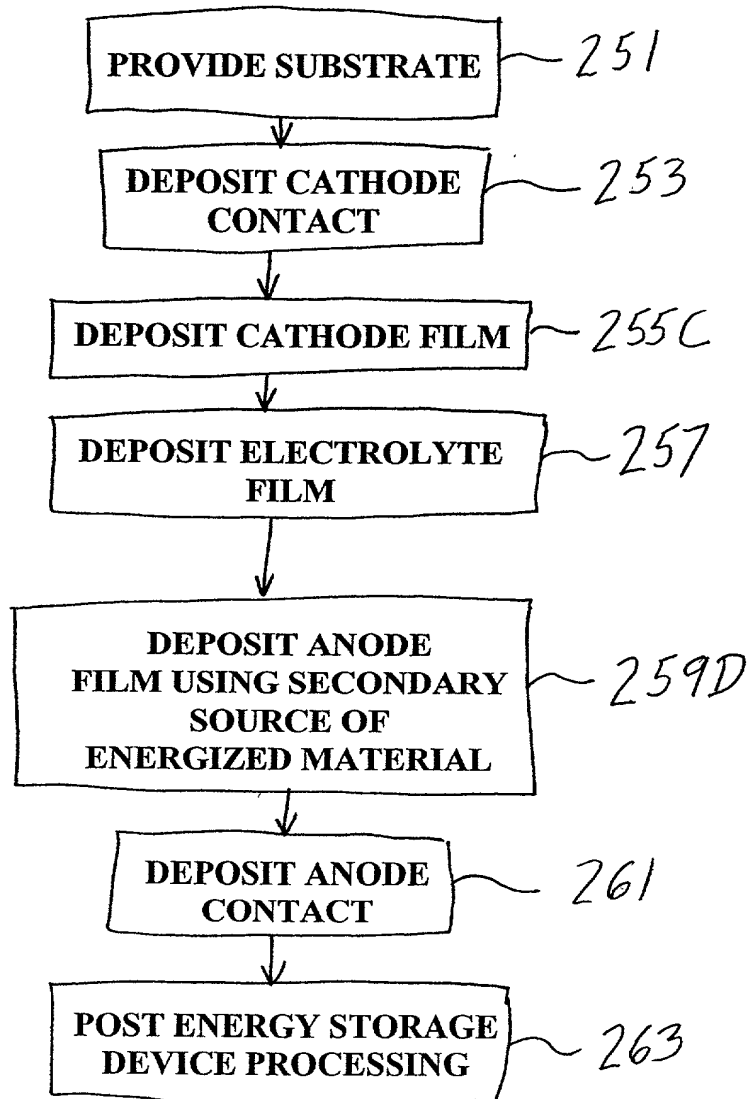 PROVIDE SUBSTRATE 251
DEPOSIT CATHODE 253
CONTACT
DEPOSIT CATHODE FILM 255C
DEPOSIT ELECTROLYTE 257
FILM
DEPOSIT ANODE
FILM USING SECONDARY 259D
SOURCE OF
ENERGIZED MATERIAL
DEPOSIT ANODE 261
CONTACT
POST ENERGY STORAGE
DEVICE PROCESSING 263